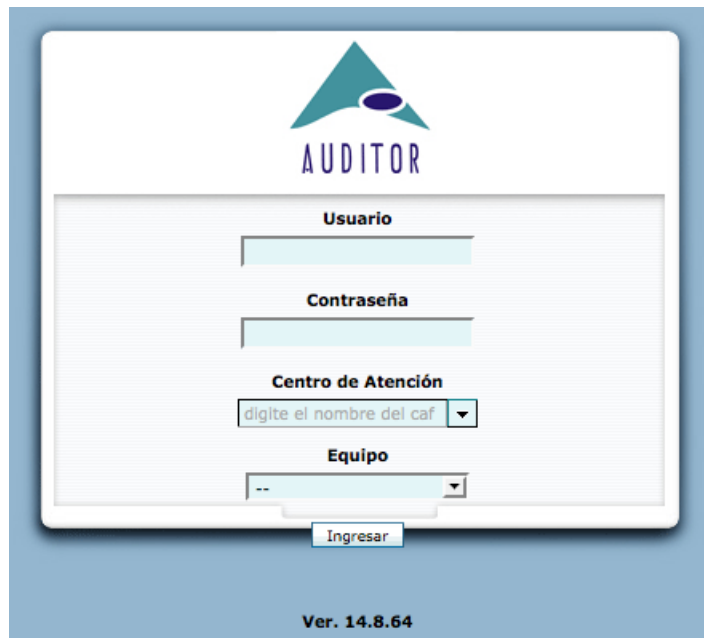 AUDITOR
Usuario
Contraseña
Centro de Atención
digite el nombre del caf
Equipo
--
Ingresar
Ver. 14.8.64